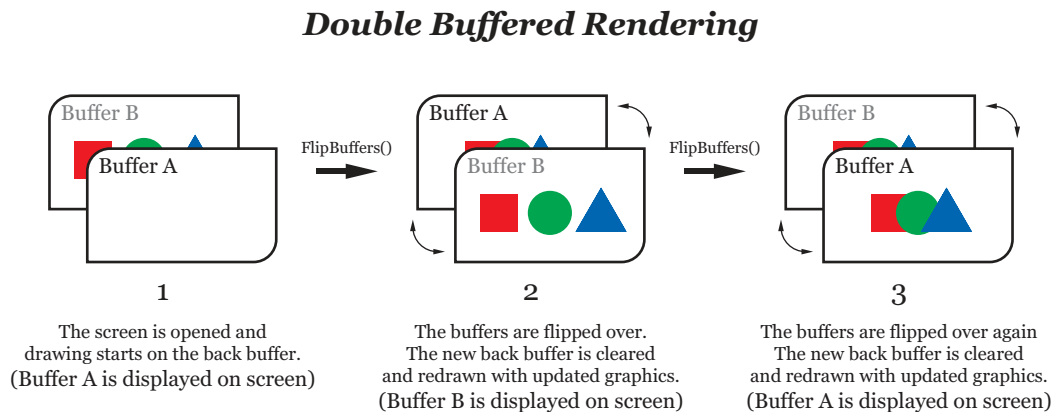 Double Buffered Rendering
Buffer B
Buffer A
FlipBuffers()
Buffer A
Buffer B
FlipBuffers()
Buffer B
Buffer A
1
The screen is opened and
drawing starts on the back buffer.
(Buffer A is displayed on screen)
2
The buffers are flipped over.
The new back buffer is cleared
and redrawn with updated graphics.
(Buffer B is displayed on screen)
3
The buffers are flipped over again
The new back buffer is cleared
and redrawn with updated graphics.
(Buffer A is displayed on screen)